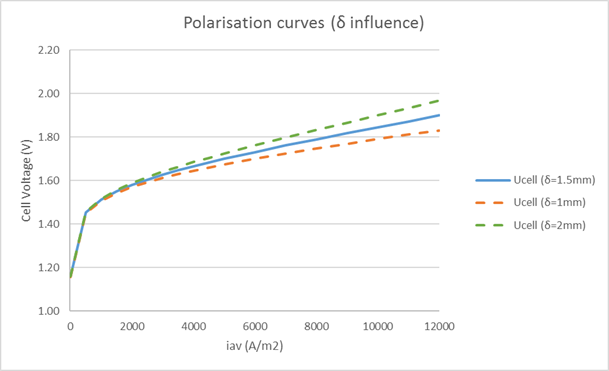 Polarisation curves (δ influence)
2.20
2.00
1.80
1.60
1.40
1.20
1.00
Cell Voltage (V)
0 2000 4000 6000 8000 10000 12000
iav (A/m2)
Ucell (δ=1.5mm)
Ucell (δ=1mm)
Ucell (δ=2mm)